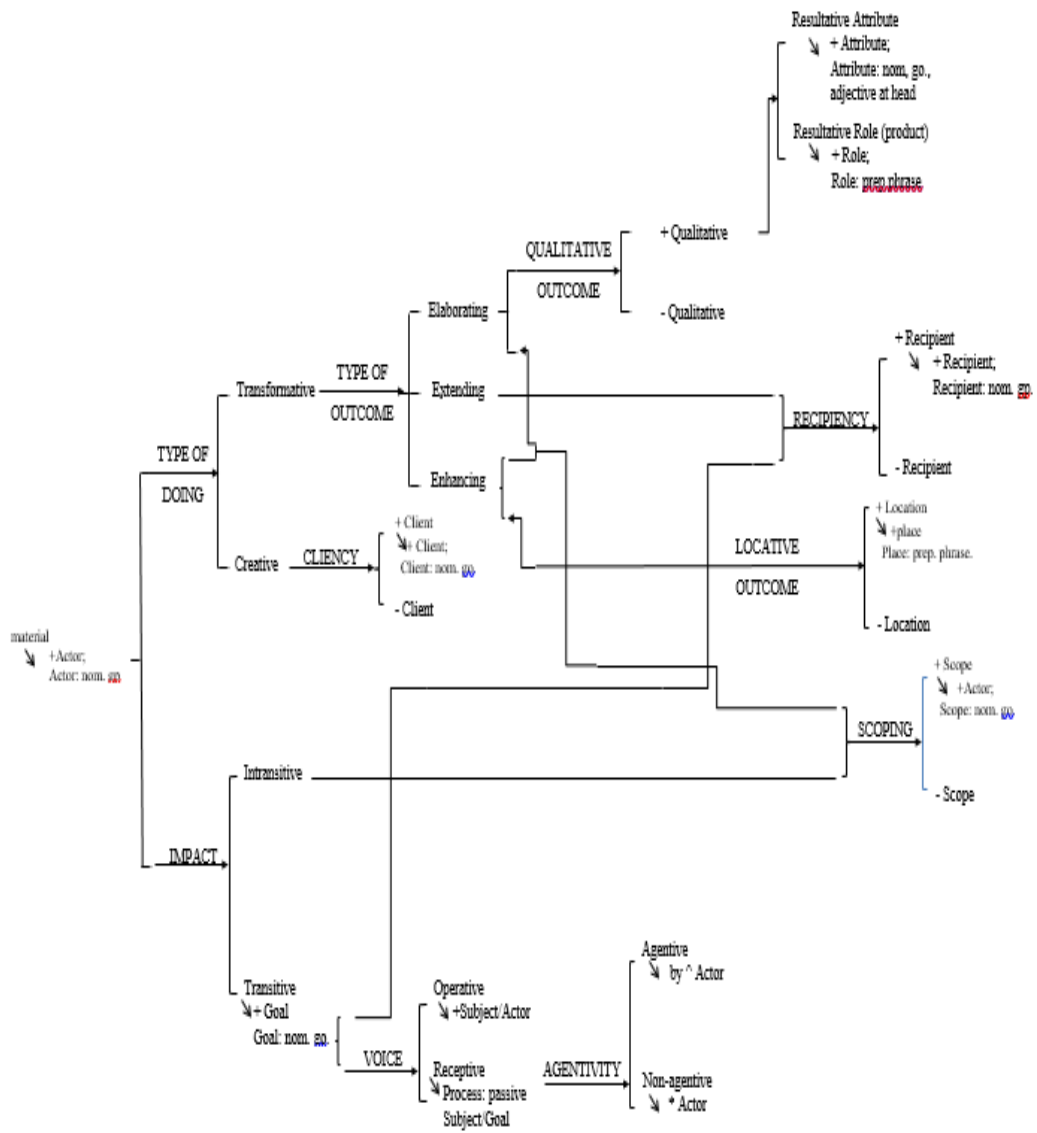 Resultative Attribute
+ Attribute;
Attribute: nom, go.,
adjective at head
Resultative Role (product)
+ Role;
Role: prep.phrase.
+ Qualitative
QUALITATIVE
OUTCOME
- Qualitative
Elaborating
+ Recipient
+ Recipient;
Recipient: nom. gp.
TYPE OF
OUTCOME
Transformative
Extending
RECIPIENCY
TYPE OF
DOING
Enhancing
- Recipient
+ Client
+ Client;
Client: nom. go.
CLIENCY
Creative
- Client
+ Location
+place
Place: prep. phrase.
LOCATIVE
OUTCOME
- Location
material
+Actor;
Actor: nom. gp.
+ Scope
+Actor;
Scope: nom. go.
SCOPING
- Scope
Intransitive
IMPACT
Transitive
+ Goal
Goal: nom. gp.
Operative
+Subject/Actor
VOICE
Receptive
Process: passive
Subject/Goal
AGENTIVITY
Agentive
by ^ Actor
Non-agentive
* Actor